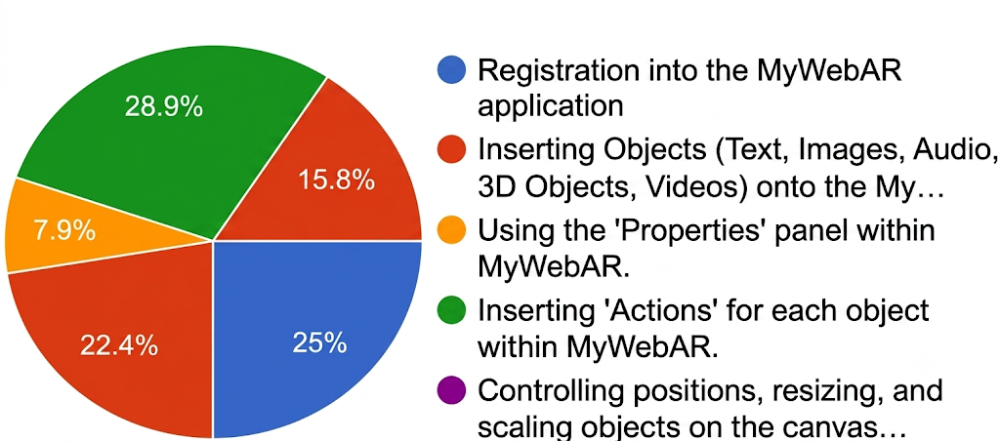 28.9%
15.8%
7.9%
22.4%
25%
Registration into the MyWebAR
application
Inserting Objects (Text, Images, Audio,
3D Objects, Videos) onto the My…
Using the 'Properties' panel within
MyWebAR.
Inserting 'Actions' for each object
within MyWebAR.
Controlling positions, resizing, and
scaling objects on the canvas…